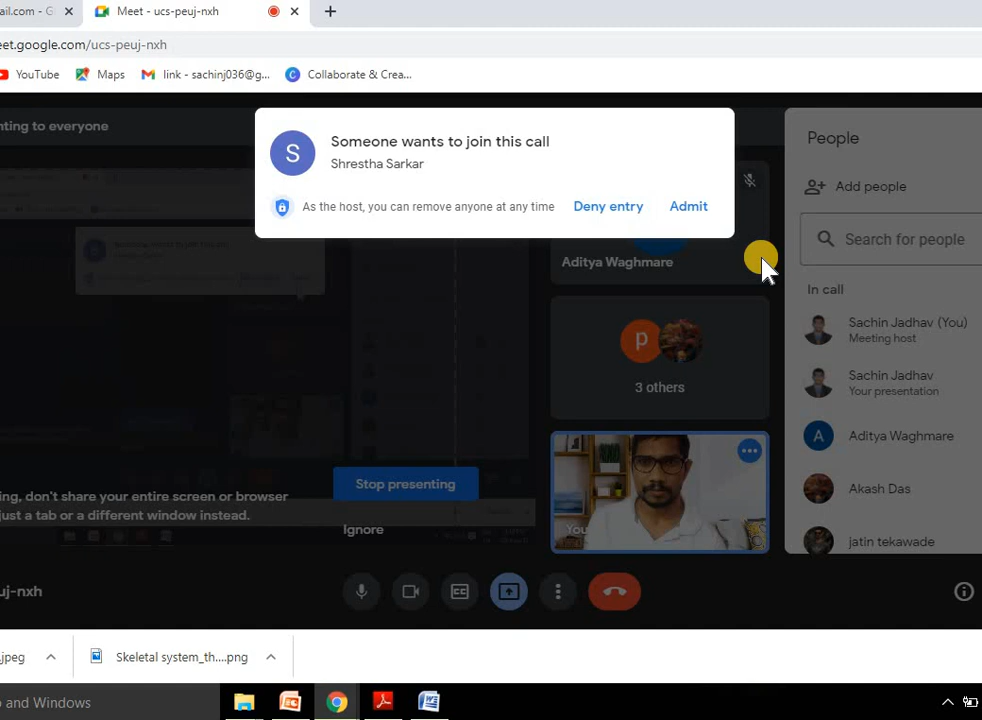 ail.com - G
Meet - ucs-peuj-nxh
eet.google.com/ucs-peuj-nxh
YouTube
Maps
link - sachinj036@g...
Collaborate & Crea...
nting to everyone
S
Someone wants to join this call
Shrestha Sarkar
As the host, you can remove anyone at any time
Deny entry
Admit
Aditya Waghmare
p
3 others
You
Stop presenting
ing, don't share your entire screen or browser
just a tab or a different window instead.
Ignore
People
Add people
Search for people
In call
Sachin Jadhav (You)
Meeting host
Sachin Jadhav
Your presentation
A
Aditya Waghmare
Akash Das
jatin tekawade
CC
uj-nxh
.jpeg
Skeletal system_th....png
o and Windows